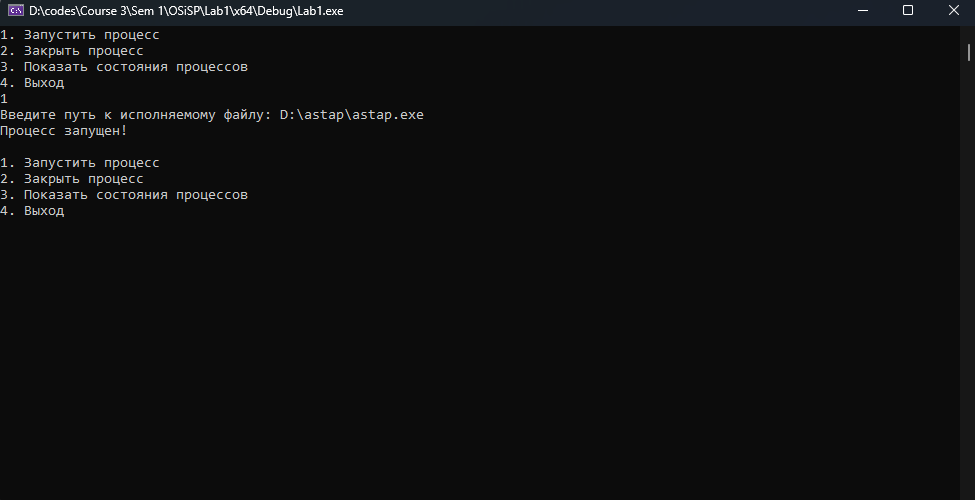 D:\codes\Course 3\Sem 1\OSiSP\Lab1\x64\Debug\Lab1.exe
1. Запустить процесс
2. Закрыть процесс
3. Показать состояния процессов
4. Выход
1
Введите путь к исполняемому файлу: D:\astap\astap.exe
Процесс запущен!
1. Запустить процесс
2. Закрыть процесс
3. Показать состояния процессов
4. Выход